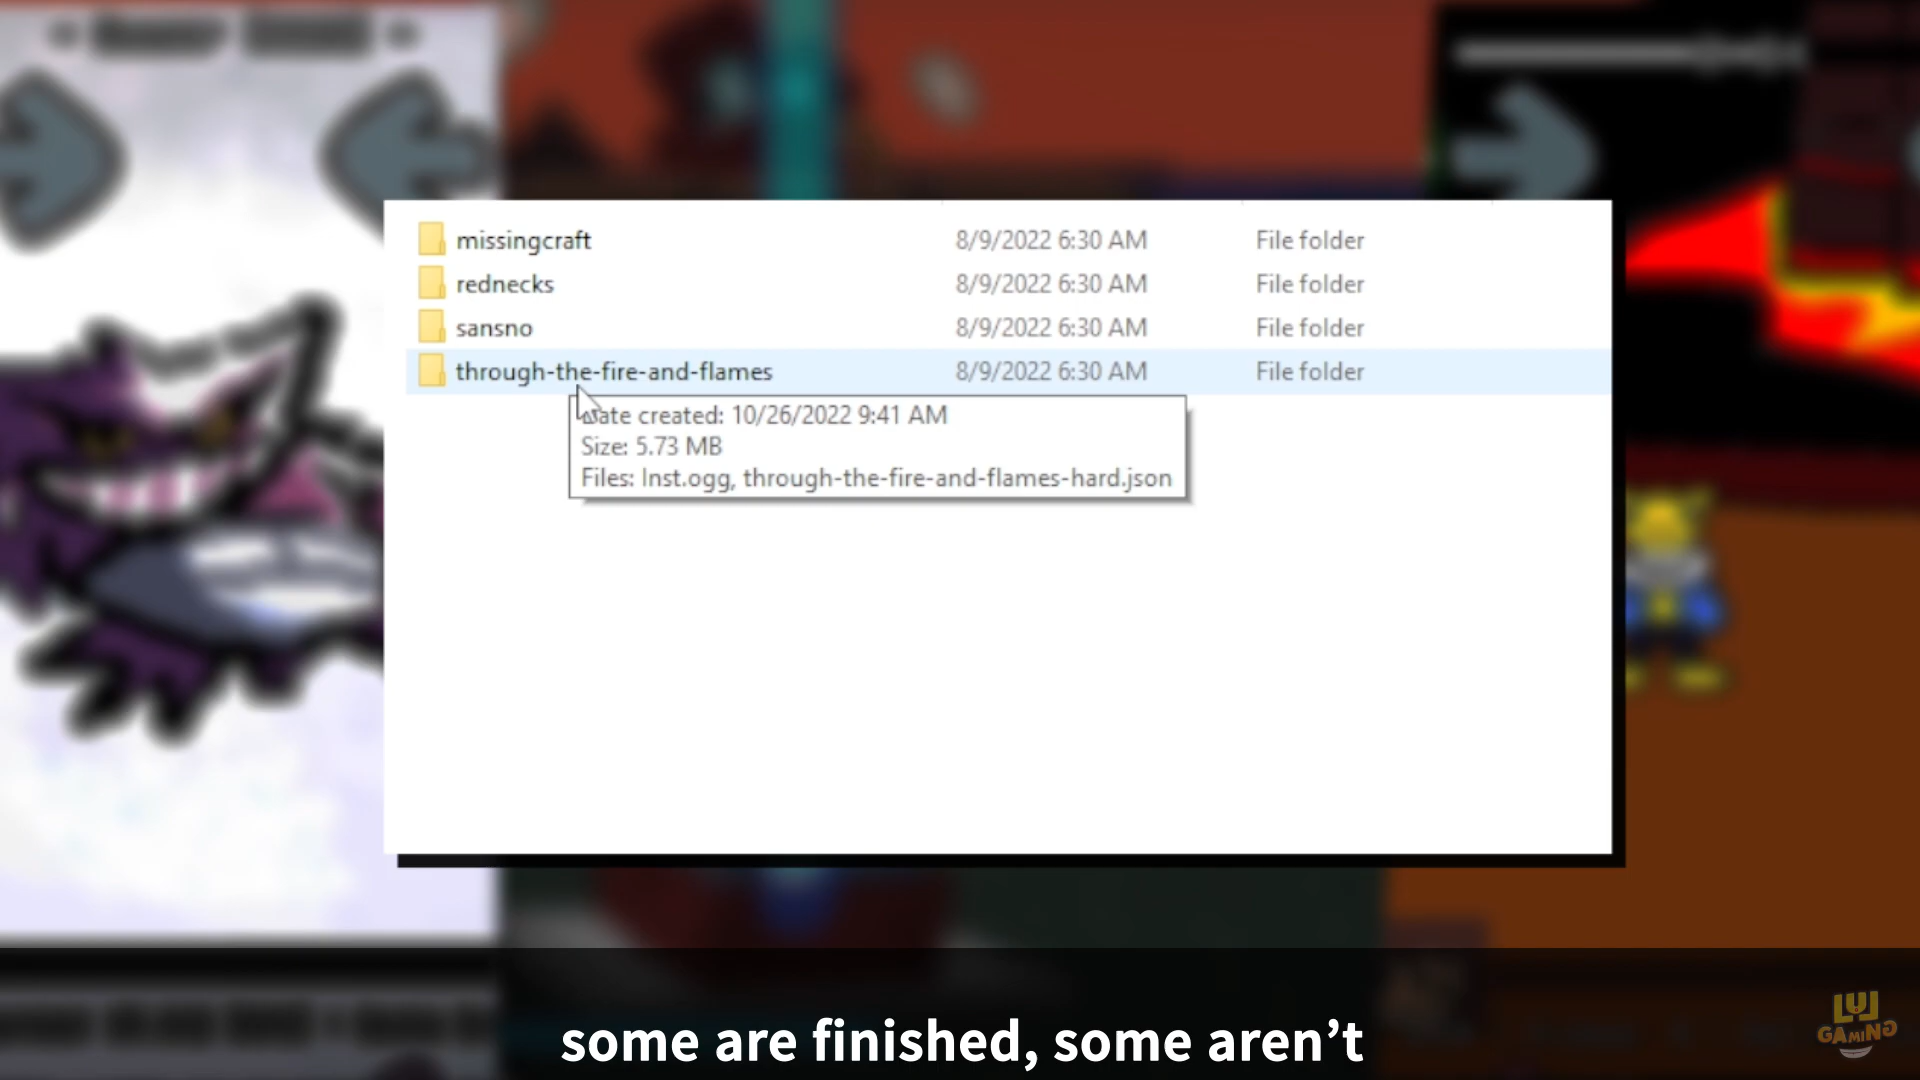 missingcraft 8/9/2022 6:30 AM File folder
rednecks 8/9/2022 6:30 AM File folder
sansno 8/9/2022 6:30 AM File folder
through-the-fire-and-flames 8/9/2022 6:30 AM File folder
ate created: 10/26/2022 9:41 AM
Size: 5.73 MB
Files: Inst.ogg, through-the-fire-and-flames-hard.json
some are finished, some aren’t
GAMING